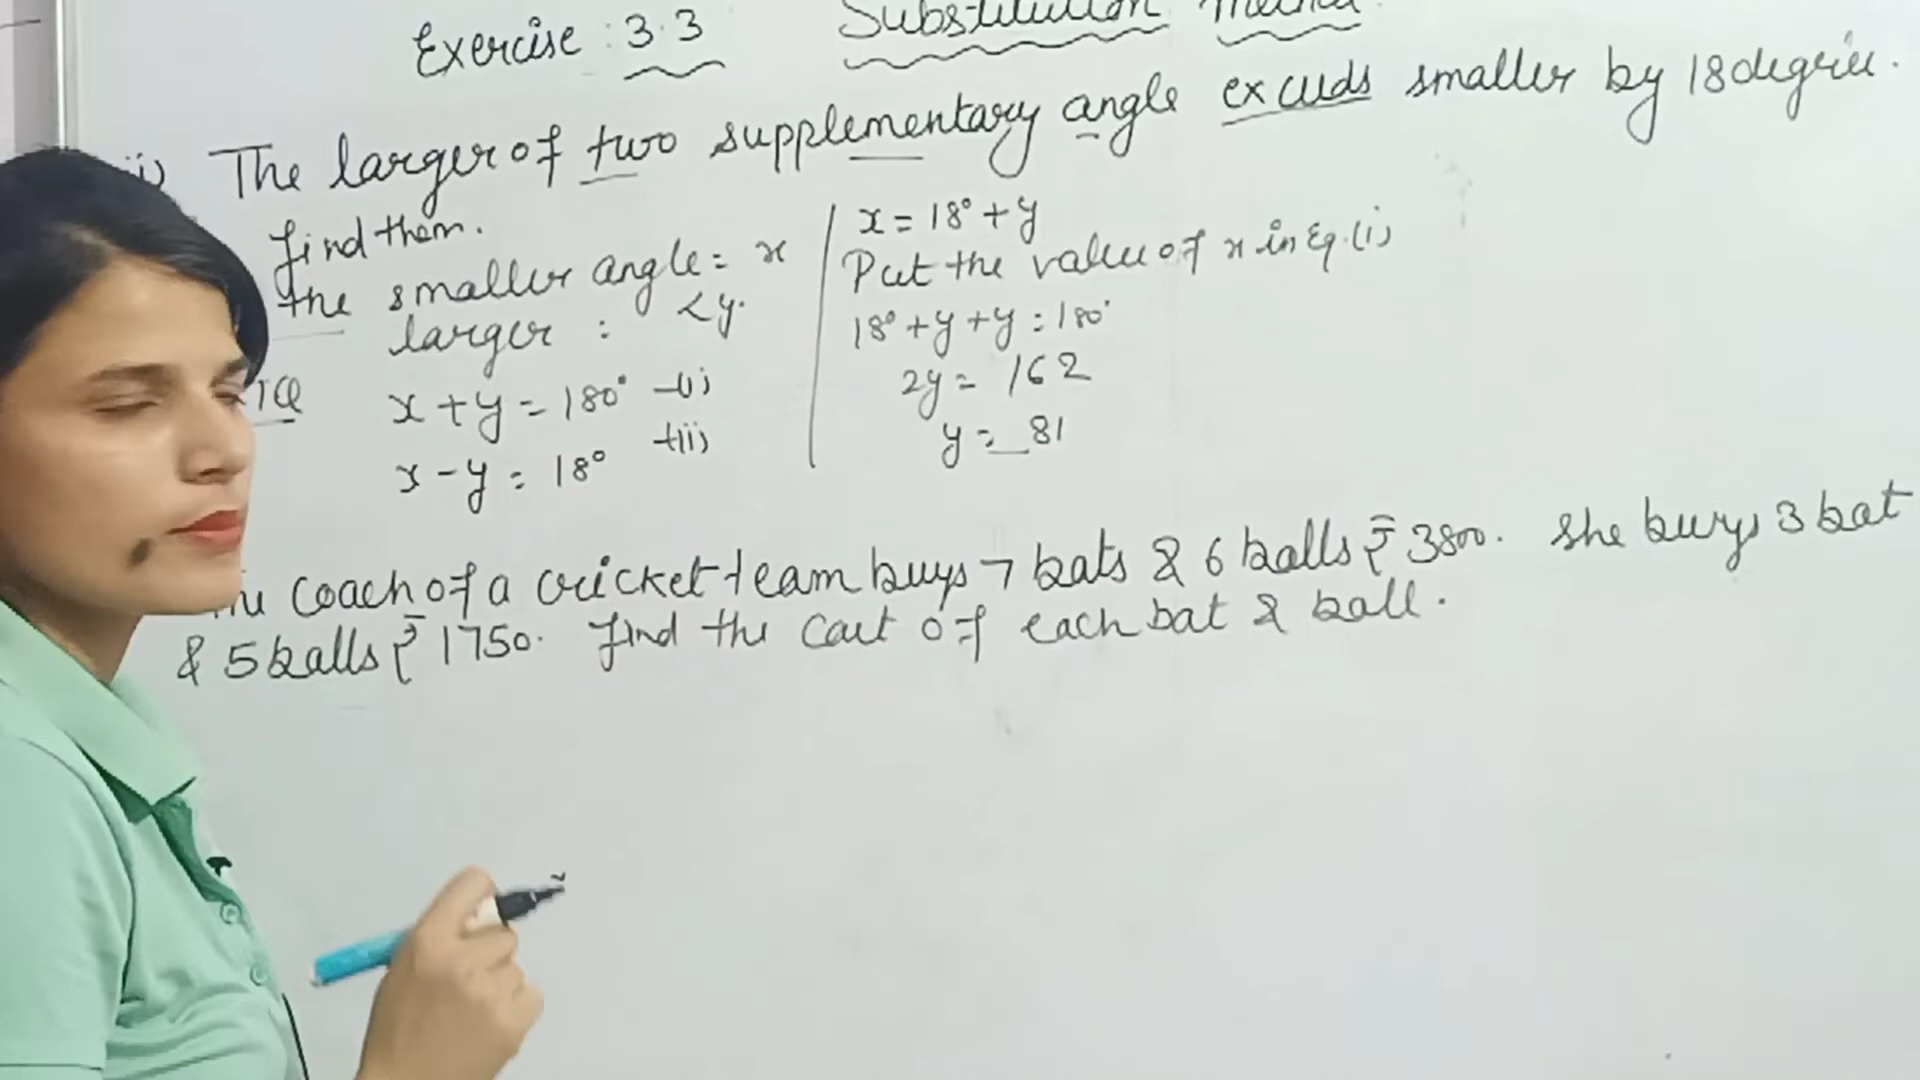 Exercise : 3.3 Substitution Method
ii) The larger of two supplementary angle exceeds smaller by 18 degree.
find them.
the smaller angle = x
larger : < y.
x + y = 180° -(i)
x - y = 18° -(ii)
x = 18° + y
Put the value of x in Eq. (i)
18° + y + y = 180°
2y = 162
y = 81
coach of a cricket team buys 7 bats & 6 balls ₹ 3800. She buys 3 bat
& 5 balls ₹ 1750. find the cost of each bat & ball.